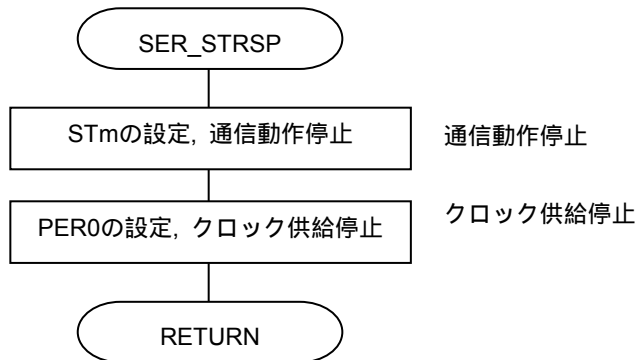 SER_STRSP
STmの設定, 通信動作停止
通信動作停止
PER0の設定, クロック供給停止
クロック供給停止
RETURN